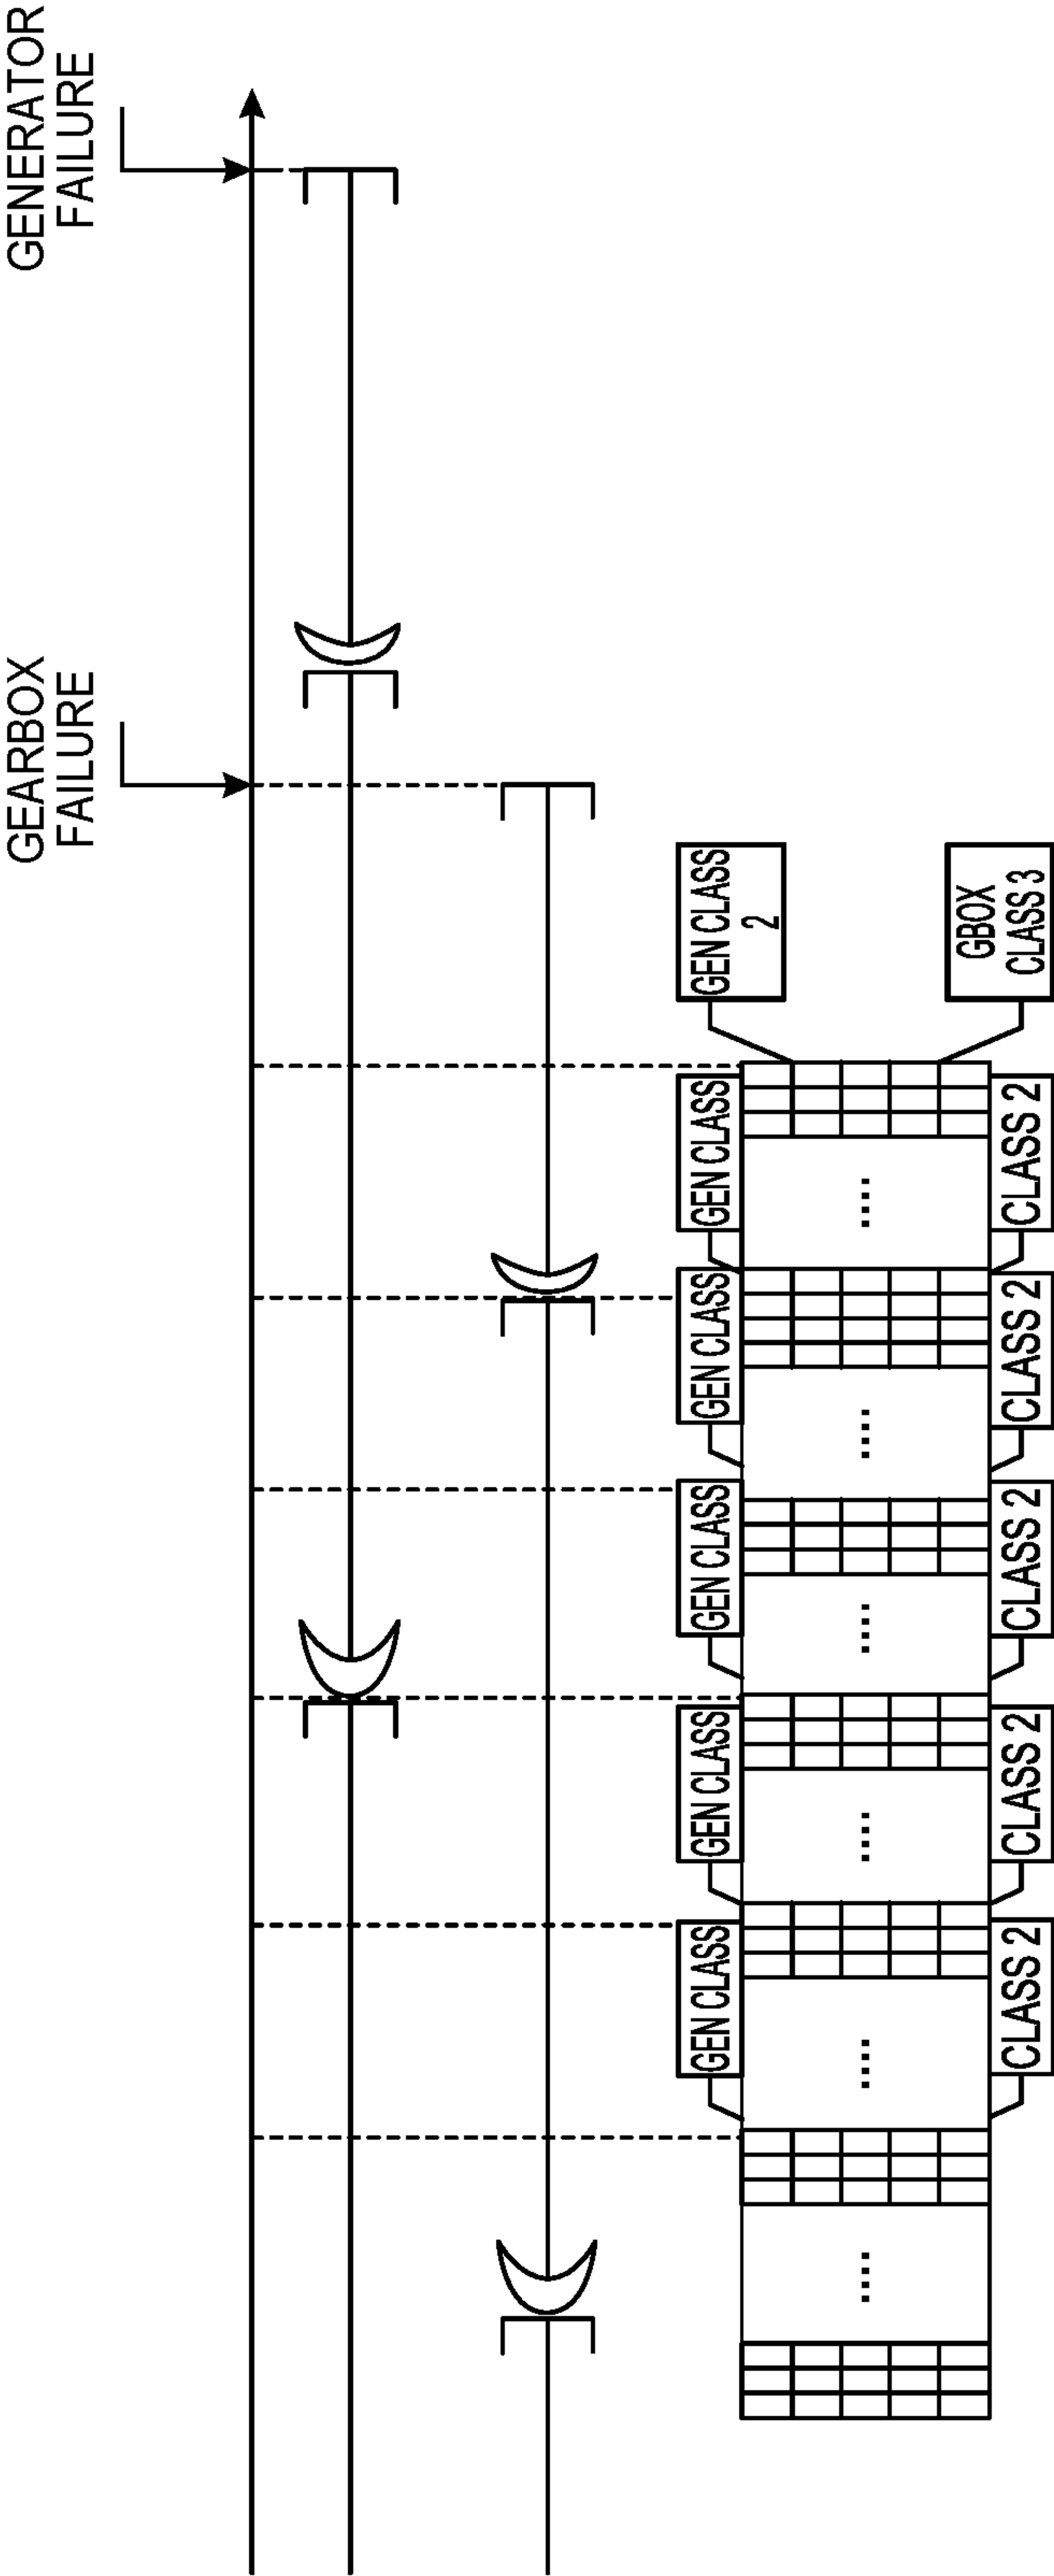 GEARBOX
FAILURE
GENERATOR
FAILURE
GEN CLASS
GEN CLASS
GEN CLASS
GEN CLASS
GEN CLASS
GEN CLASS
2
....
....
....
....
....
....
CLASS 2
CLASS 2
CLASS 2
CLASS 2
CLASS 2
GBOX
CLASS 3